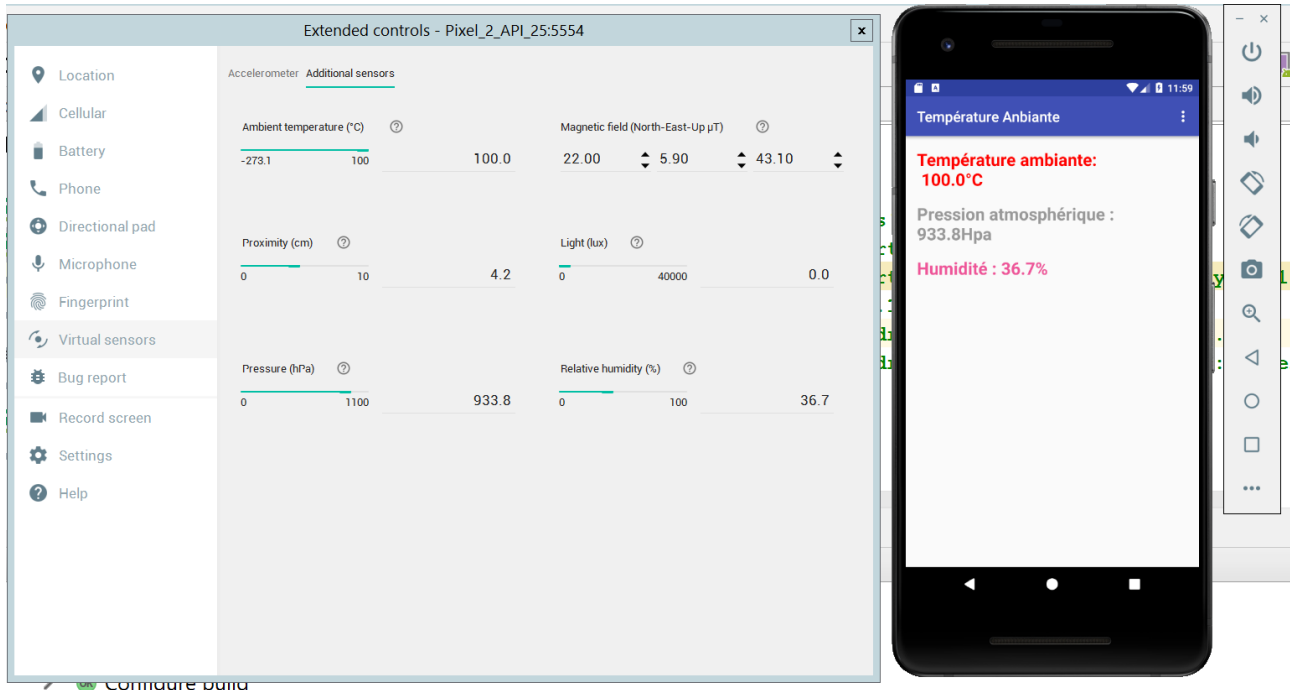 Extended controls - Pixel_2_API_25:5554
x
Location
Cellular
Battery
Phone
Directional pad
Microphone
Fingerprint
Virtual sensors
Bug report
Record screen
Settings
Help
Accelerometer Additional sensors
Ambient temperature (°C) ?
-273.1 100 100.0
Magnetic field (North-East-Up µT) ?
22.00 5.90 43.10
Proximity (cm) ?
0 10 4.2
Light (lux) ?
0 40000 0.0
Pressure (hPa) ?
0 1100 933.8
Relative humidity (%) ?
0 100 36.7
A 11:59
Température Anbiante
Température ambiante:
100.0°C
Pression atmosphérique :
933.8Hpa
Humidité : 36.7%
OK Configure build